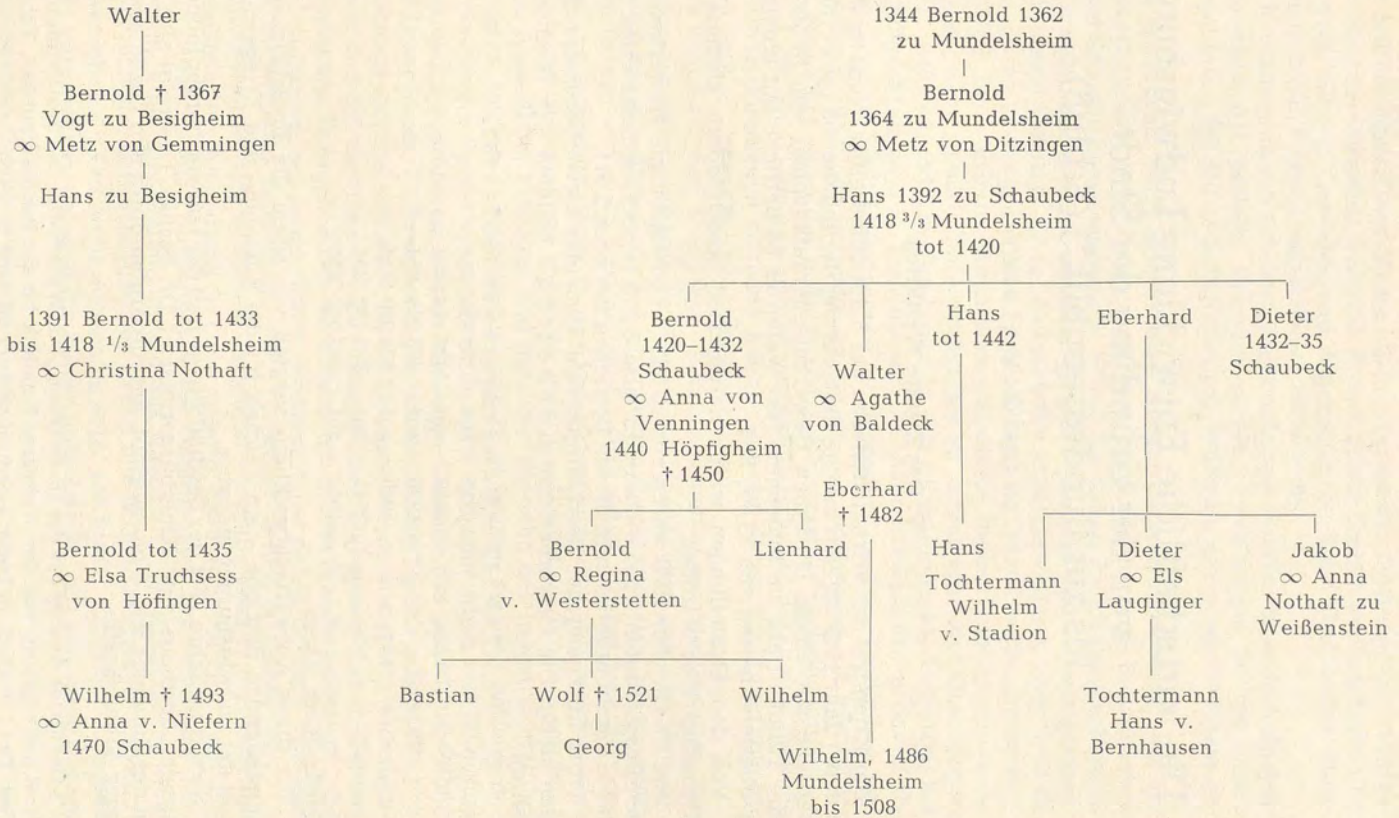 Walter
Bernold † 1367
Vogt zu Besigheim
∞ Metz von Gemmingen
Hans zu Besigheim
1391 Bernold tot 1433
bis 1418 ¹/₃ Mundelsheim
∞ Christina Nothaft
Bernold tot 1435
∞ Elsa Truchsess
von Höfingen
Wilhelm † 1493
∞ Anna v. Niefern
1470 Schaubeck
1344 Bernold 1362
zu Mundelsheim
Bernold
1364 zu Mundelsheim
∞ Metz von Ditzingen
Hans 1392 zu Schaubeck
1418 ³/₃ Mundelsheim
tot 1420
Bernold
1420–1432
Schaubeck
∞ Anna von
Venningen
1440 Höpfigheim
† 1450
Walter
∞ Agathe
von Baldeck
Hans
tot 1442
Eberhard
Dieter
1432–35
Schaubeck
Eberhard
† 1482
Bernold
∞ Regina
v. Westerstetten
Lienhard
Hans
Tochtermann
Wilhelm
v. Stadion
Dieter
∞ Els
Lauginger
Jakob
∞ Anna
Nothaft zu
Weißenstein
Bastian
Wolf † 1521
Wilhelm
Georg
Wilhelm, 1486
Mundelsheim
bis 1508
Tochtermann
Hans v.
Bernhausen